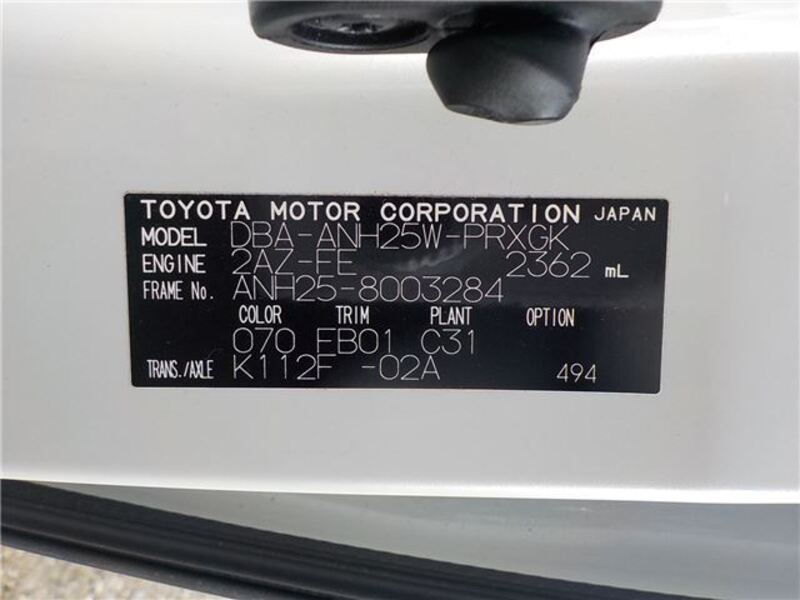 TOYOTA MOTOR CORPORATION JAPAN
MODEL DBA-ANH25W-PRXGK
ENGINE 2AZ-FE 2362 mL
FRAME No. ANH25-8003284
COLOR TRIM PLANT OPTION
070 FB01 C31
TRANS./AXLE K112F -02A 494